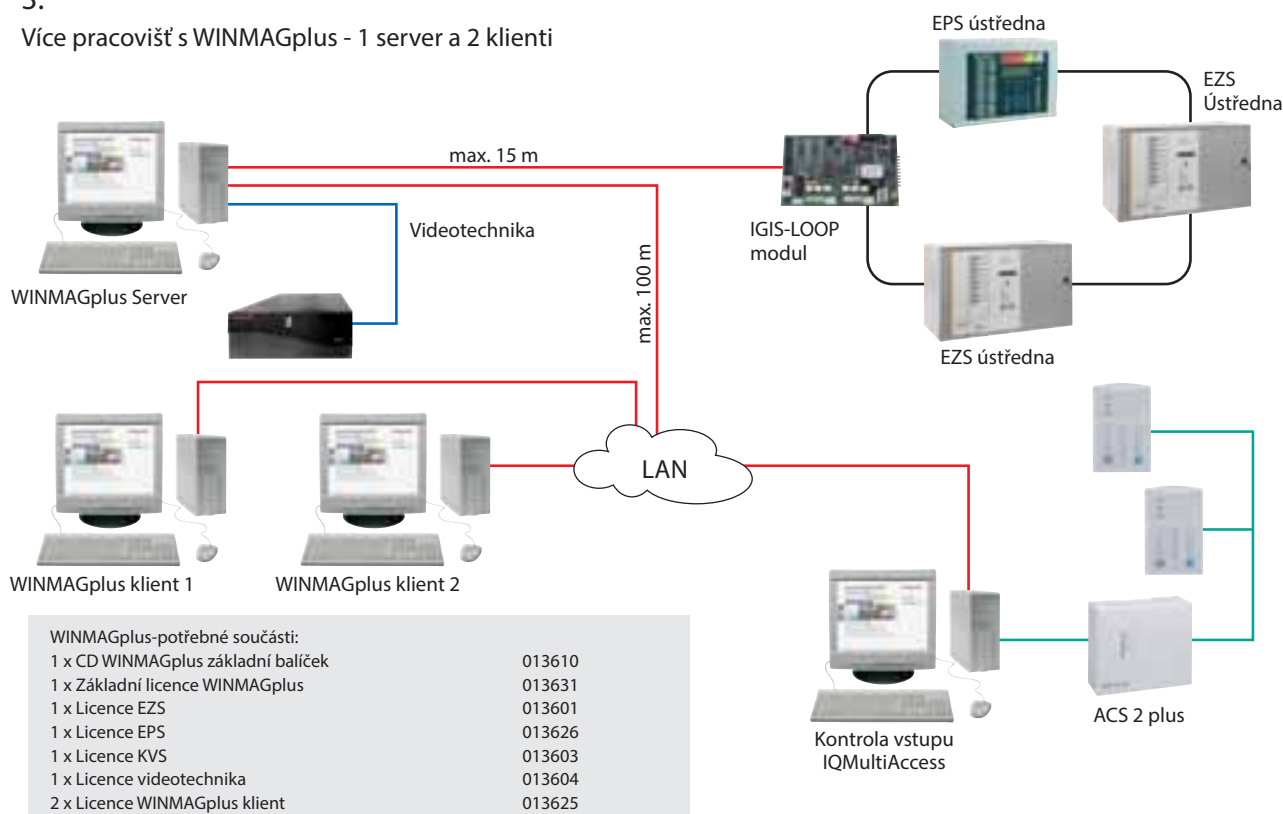 3.
Více pracovišť s WINMAGplus - 1 server a 2 klienti
EPS ústředna
EZS
Ústředna
max. 15 m
IGIS-LOOP
modul
Videotechnika
max. 100 m
WINMAGplus Server
EZS ústředna
LAN
WINMAGplus klient 1
WINMAGplus klient 2
Kontrola vstupu
IQMultiAccess
ACS 2 plus
WINMAGplus-potřebné součásti:
1 x CD WINMAGplus základní balíček 013610
1 x Základní licence WINMAGplus 013631
1 x Licence EZS 013601
1 x Licence EPS 013626
1 x Licence KVS 013603
1 x Licence videotechnika 013604
2 x Licence WINMAGplus klient 013625